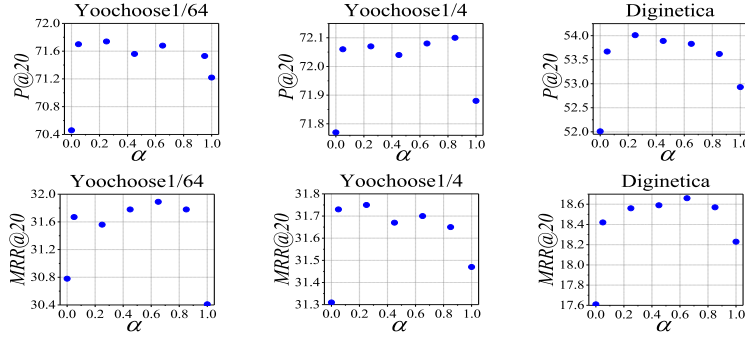 Yoochoose1/64
P@20
72.0
71.6
71.2
70.8
70.4
0.0 0.2 0.4 0.6 0.8 1.0
α
Yoochoose1/4
P@20
72.1
72.0
71.9
71.8
0.0 0.2 0.4 0.6 0.8 1.0
α
Diginetica
P@20
54.0
53.5
53.0
52.5
52.0
0.0 0.2 0.4 0.6 0.8 1.0
α
Yoochoose1/64
MRR@20
32.0
31.6
31.2
30.8
30.4
0.0 0.2 0.4 0.6 0.8 1.0
α
Yoochoose1/4
MRR@20
31.8
31.7
31.6
31.5
31.4
31.3
0.0 0.2 0.4 0.6 0.8 1.0
α
Diginetica
MRR@20
18.6
18.4
18.2
18.0
17.8
17.6
0.0 0.2 0.4 0.6 0.8 1.0
α